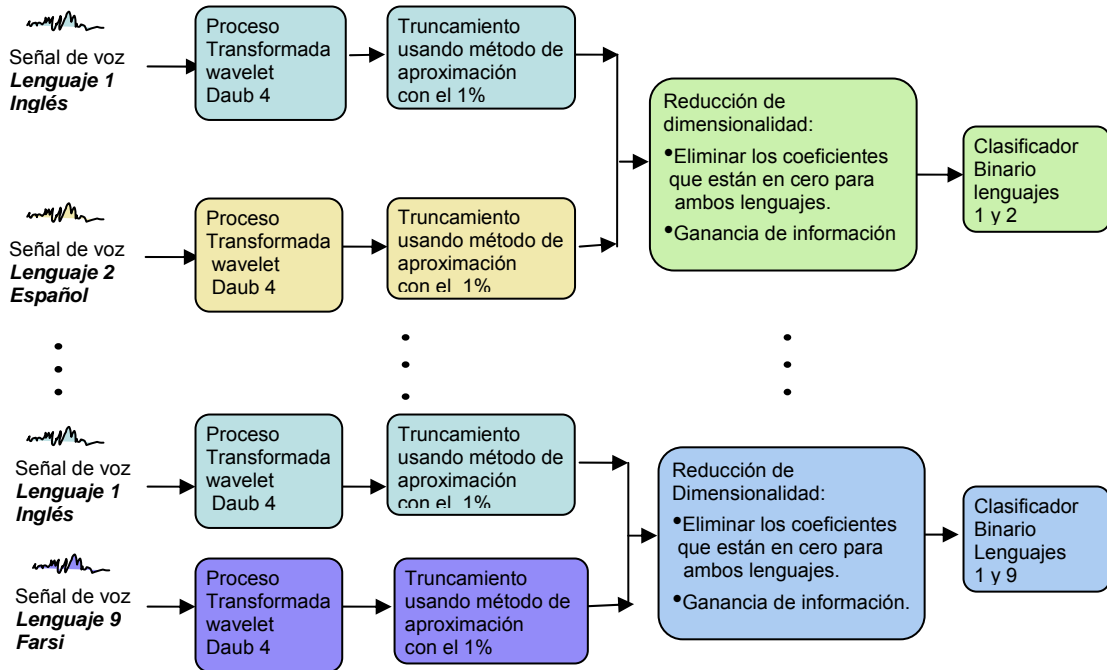 Señal de voz
Lenguaje 1
Inglés
Proceso
Transformada
wavelet
Daub 4
Truncamiento
usando método de
aproximación
con el 1%
Señal de voz
Lenguaje 2
Español
Proceso
Transformada
wavelet
Daub 4
Truncamiento
usando método de
aproximación
con el 1%
Reducción de
dimensionalidad:
•Eliminar los coeficientes
que están en cero para
ambos lenguajes.
•Ganancia de información
Clasificador
Binario
lenguajes
1 y 2
Señal de voz
Lenguaje 1
Inglés
Proceso
Transformada
wavelet
Daub 4
Truncamiento
usando método de
aproximación
con el 1%
Señal de voz
Lenguaje 9
Farsi
Proceso
Transformada
wavelet
Daub 4
Truncamiento
usando método de
aproximación
con el 1%
Reducción de
Dimensionalidad:
•Eliminar los coeficientes
que están en cero para
ambos lenguajes.
•Ganancia de información.
Clasificador
Binario
Lenguajes
1 y 9